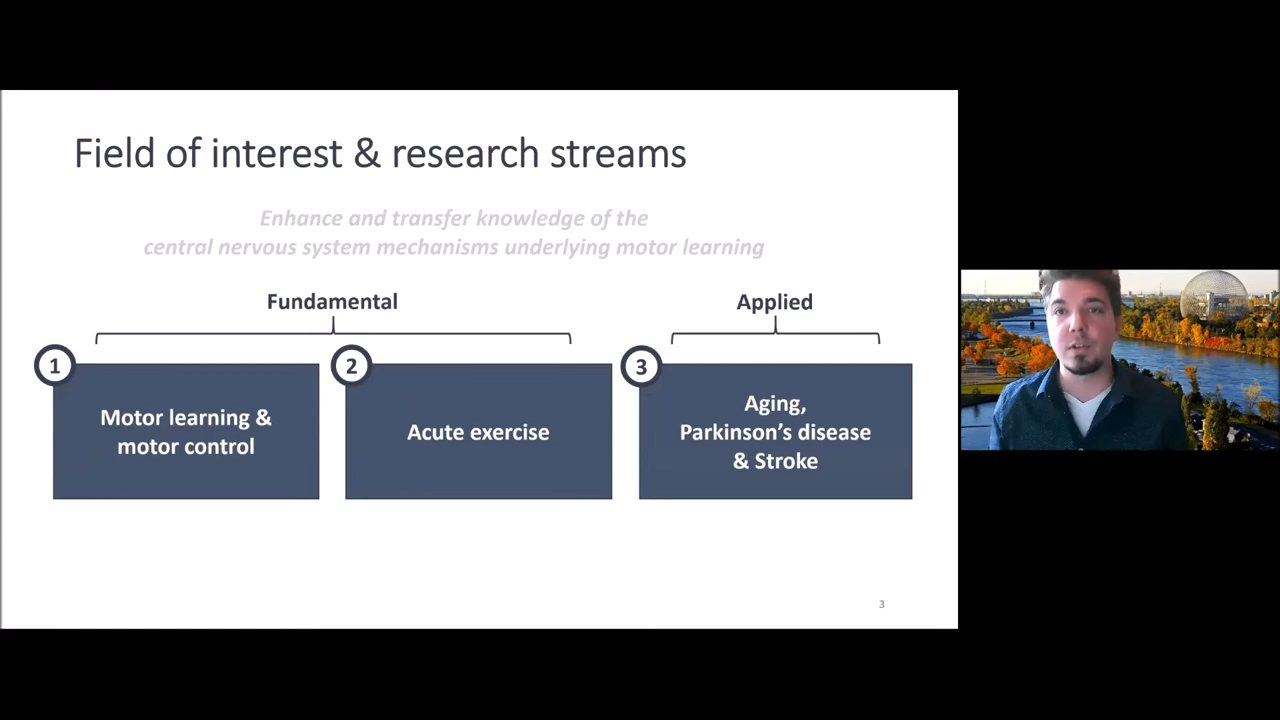 Field of interest & research streams
Enhance and transfer knowledge of the
central nervous system mechanisms underlying motor learning
Fundamental
Applied
1
Motor learning &
motor control
2
Acute exercise
3
Aging,
Parkinson's disease
& Stroke
3